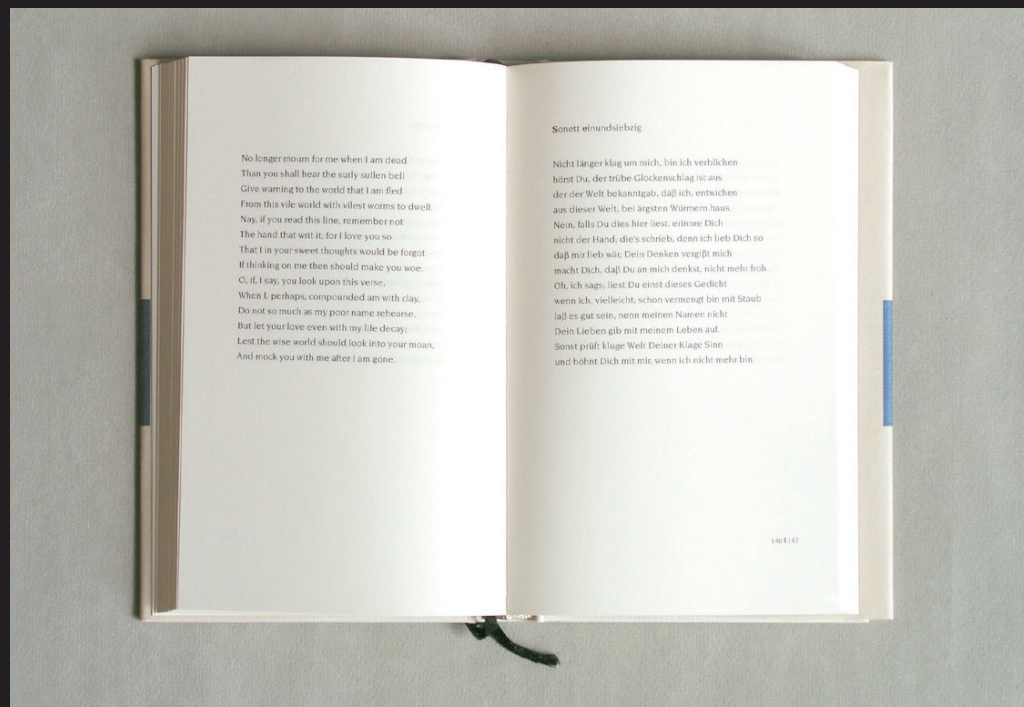 No longer mourn for me when I am dead
Than you shall hear the surly sullen bell
Give warning to the world that I am fled
From this vile world with vilest worms to dwell
Nay, if you read this line, remember not
The hand that writ it, for I love you so
That I in your sweet thoughts would be forgot
If thinking on me then should make you woe.
O, if, I say, you look upon this verse,
When I, perhaps, compounded am with clay,
Do not so much as my poor name rehearse,
But let your love even with my life decay;
Lest the wise world should look into your moan,
And mock you with me after I am gone.
Sonett einundsiebzig
Nicht länger klag um mich, bin ich verblichen
hörst Du, der trübe Glockenschlag ist aus
der der Welt bekanntgab, daß ich, entwichen
aus dieser Welt, bei ärgsten Würmern haus.
Nein, falls Du dies hier liest, erinnre Dich
nicht der Hand, die's schrieb, denn ich lieb Dich so
daß mir lieb wär, Dein Denken vergißt mich
macht Dich, daß Du an mich denkst, nicht mehr froh.
Oh, ich sags, liest Du einst dieses Gedicht
wenn ich, vielleicht, schon vermengt bin mit Staub
laß es gut sein, nenn meinen Namen nicht
Dein Lieben gib mit meinem Leben auf.
Sonst prüft kluge Welt Deiner Klage Sinn
und höhnt Dich mit mir, wenn ich nicht mehr bin.
146 | 147